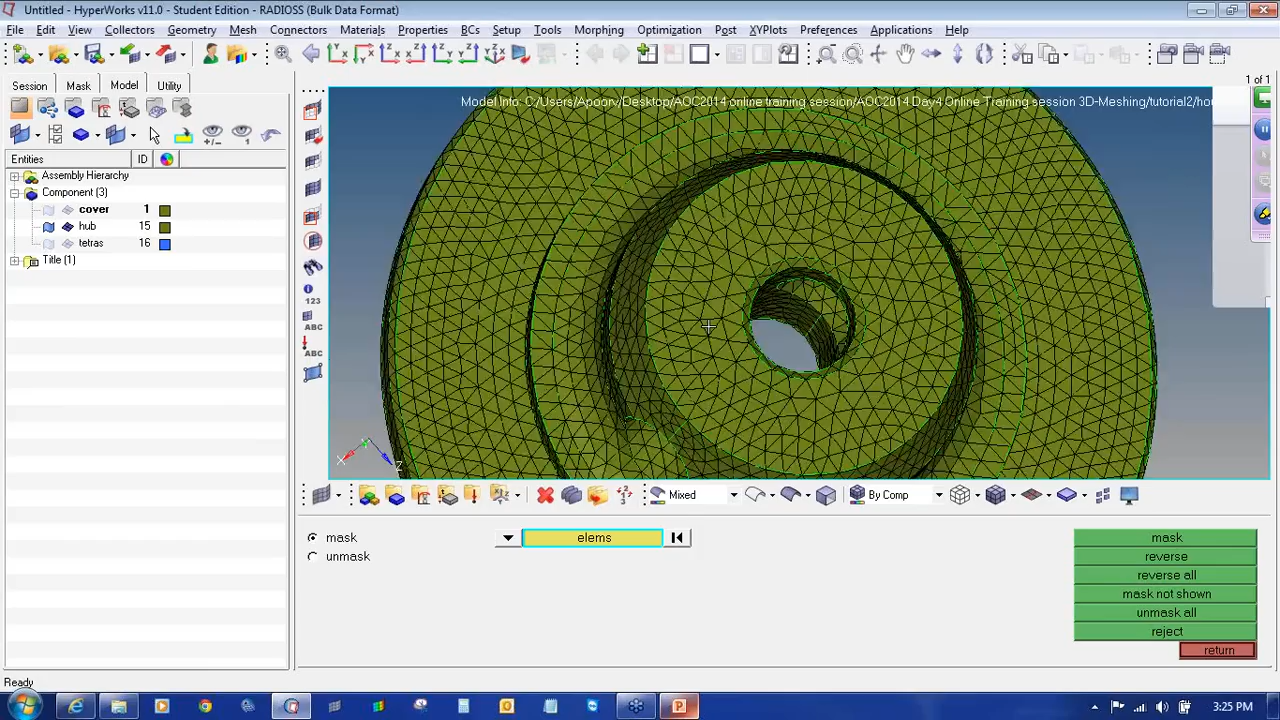 Untitled - HyperWorks v11.0 - Student Edition - RADIOSS (Bulk Data Format)
File Edit View Collectors Geometry Mesh Connectors Materials Properties BCs Setup Tools Morphing Optimization Post XYPlots Preferences Applications Help
Session Mask Model Utility
1 of 1
Model Info: C:/Users/Apoorv/Desktop/AOC2014 online training session/AOC2014 Day4 Online Training session 3D-Meshing/tutorial2/hou
Entities ID
Assembly Hierarchy
Component (3)
cover 1
hub 15
tetras 16
Title (1)
123
ABC
ABC
X Z
Mixed By Comp
mask elems mask
unmask reverse
reverse all
mask not shown
unmask all
reject
return
Ready
3:25 PM